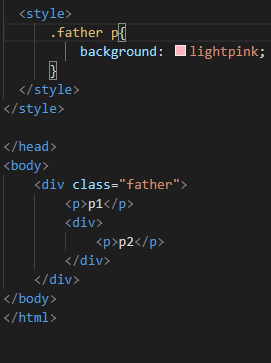 <style>
.father p{
background: lightpink;
}
</style>
</style>
</head>
<body>
<div class="father">
<p>p1</p>
<div>
<p>p2</p>
</div>
</div>
</body>
</html>